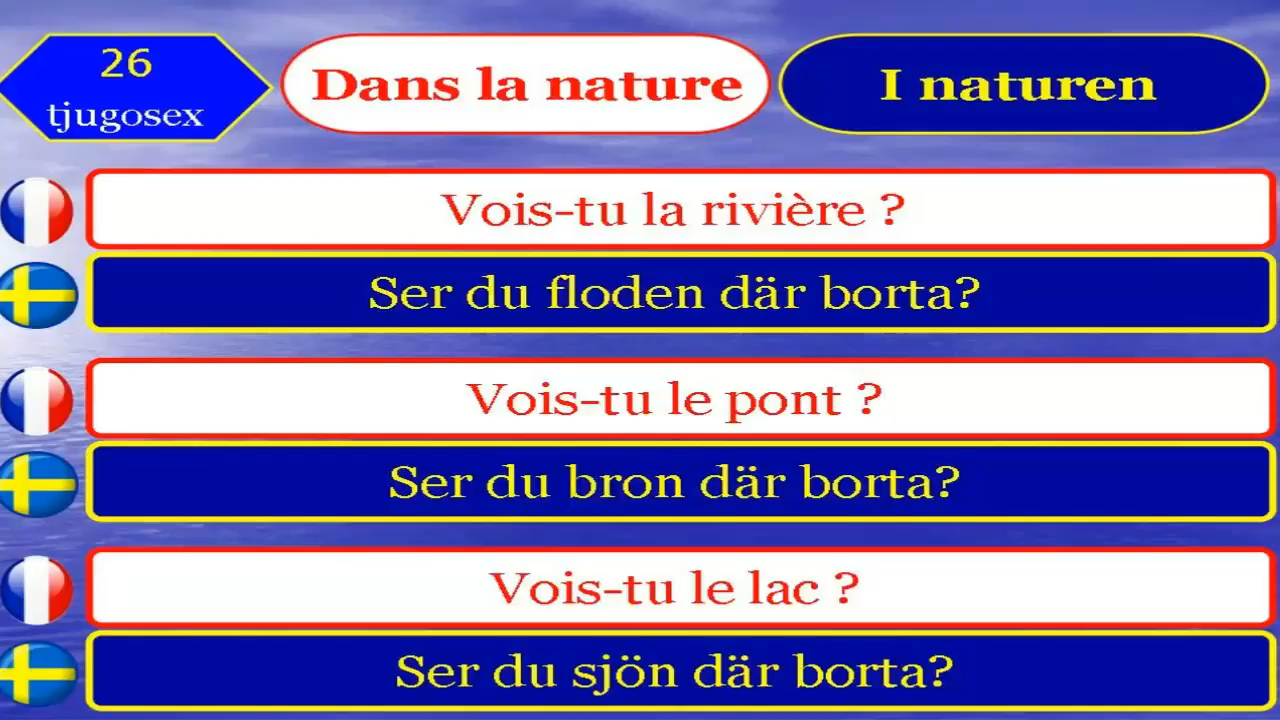 26
tjugosex
Dans la nature
I naturen
Vois-tu la rivière ?
Ser du floden där borta?
Vois-tu le pont ?
Ser du bron där borta?
Vois-tu le lac ?
Ser du sjön där borta?